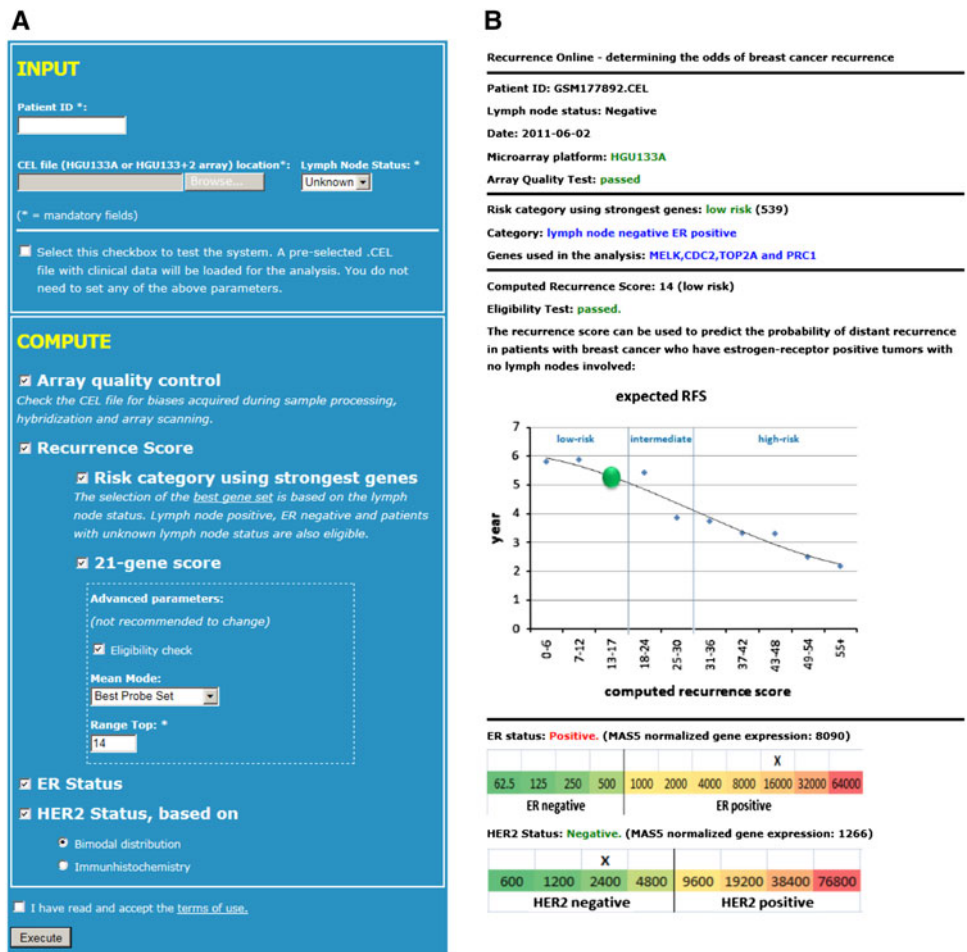 A
INPUT
Patient ID *:
CEL file (HGU133A or HGU133+2 array) location*: Lymph Node Status: *
Browse... Unknown
(* = mandatory fields)
Select this checkbox to test the system. A pre-selected .CEL
file with clinical data will be loaded for the analysis. You do not
need to set any of the above parameters.
COMPUTE
Array quality control
Check the CEL file for biases acquired during sample processing,
hybridization and array scanning.
Recurrence Score
Risk category using strongest genes
The selection of the best gene set is based on the lymph
node status. Lymph node positive, ER negative and patients
with unknown lymph node status are also eligible.
21-gene score
Advanced parameters:
(not recommended to change)
Eligibility check
Mean Mode:
Best Probe Set
Range Top: *
14
ER Status
HER2 Status, based on
Bimodal distribution
Immunhistochemistry
I have read and accept the terms of use.
Execute
B
Recurrence Online - determining the odds of breast cancer recurrence
Patient ID: GSM177892.CEL
Lymph node status: Negative
Date: 2011-06-02
Microarray platform: HGU133A
Array Quality Test: passed
Risk category using strongest genes: low risk (539)
Category: lymph node negative ER positive
Genes used in the analysis: MELK,CDC2,TOP2A and PRC1
Computed Recurrence Score: 14 (low risk)
Eligibility Test: passed.
The recurrence score can be used to predict the probability of distant recurrence
in patients with breast cancer who have estrogen-receptor positive tumors with
no lymph nodes involved:
expected RFS
low-risk intermediate high-risk
7
6
5
4
3
2
1
0
year
0-6 7-12 13-17 18-24 25-30 31-36 37-42 43-48 49-54 55+
computed recurrence score
ER status: Positive. (MAS5 normalized gene expression: 8090)
X
62.5 125 250 500 1000 2000 4000 8000 16000 32000 64000
ER negative ER positive
HER2 Status: Negative. (MAS5 normalized gene expression: 1266)
X
600 1200 2400 4800 9600 19200 38400 76800
HER2 negative HER2 positive